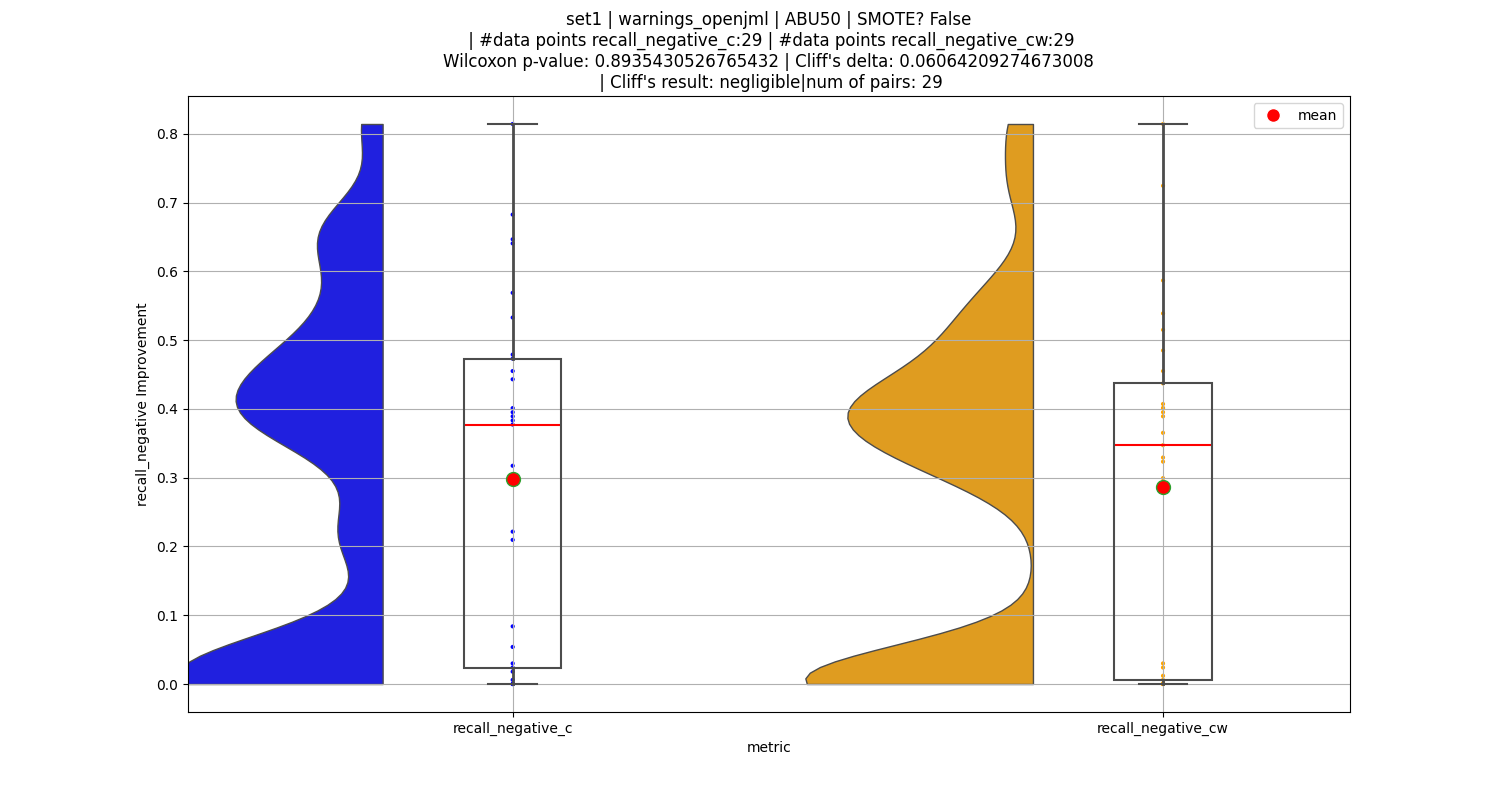 set1 | warnings_openjml | ABU50 | SMOTE? False
| #data points recall_negative_c:29 | #data points recall_negative_cw:29
Wilcoxon p-value: 0.8935430526765432 | Cliff's delta: 0.06064209274673008
| Cliff's result: negligible|num of pairs: 29
mean
0.8
0.7
0.6
0.5
0.4
0.3
0.2
0.1
0.0
recall_negative Improvement
recall_negative_c
recall_negative_cw
metric